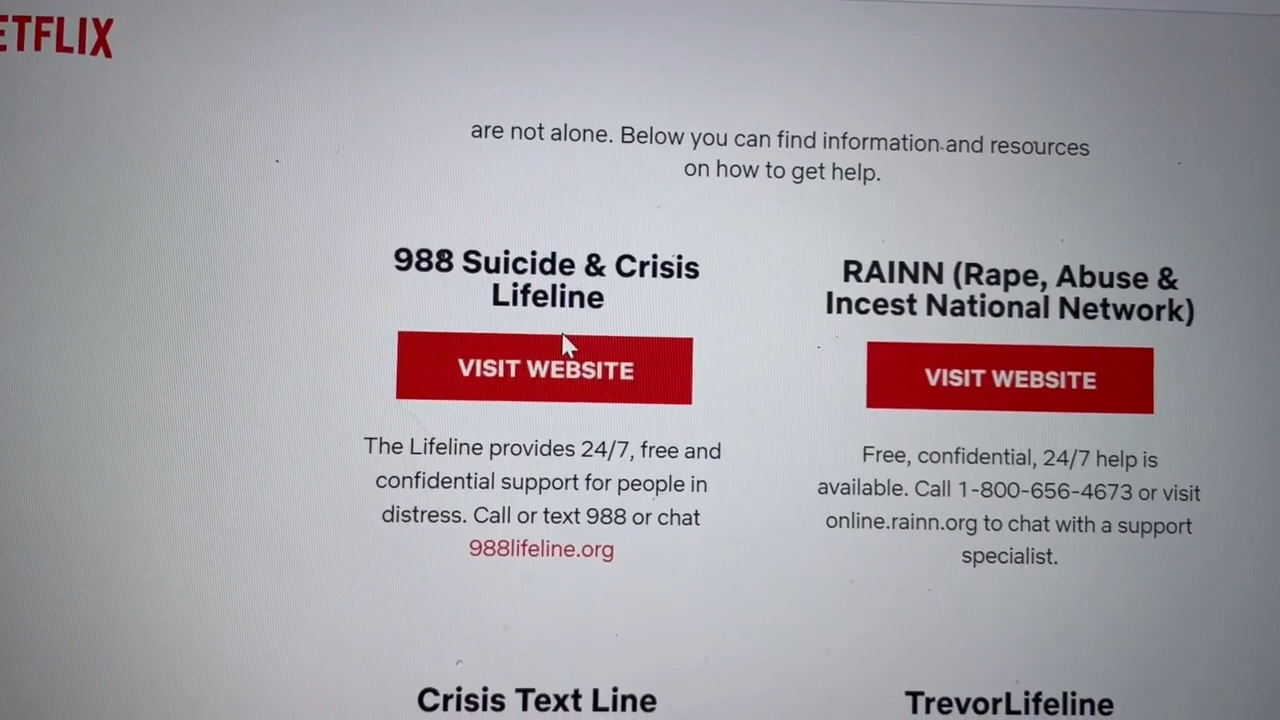 ETFLIX
are not alone. Below you can find information and resources
on how to get help.
988 Suicide & Crisis
Lifeline
VISIT WEBSITE
The Lifeline provides 24/7, free and
confidential support for people in
distress. Call or text 988 or chat
988lifeline.org
RAINN (Rape, Abuse &
Incest National Network)
VISIT WEBSITE
Free, confidential, 24/7 help is
available. Call 1-800-656-4673 or visit
online.rainn.org to chat with a support
specialist.
Crisis Text Line
TrevorLifeline